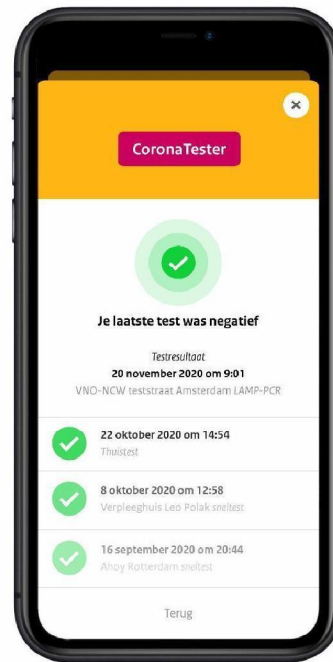 CoronaTester
Je laatste test was negatief
Testresultaat
20 november 2020 om 9:01
VNO-NCW teststraat Amsterdam LAMP-PCR
22 oktober 2020 om 14:54
Thuistest
8 oktober 2020 om 12:58
Verpleeghuis Leo Polak sneltest
16 september 2020 om 20:44
Ahoy Rotterdam sneltest
Terug